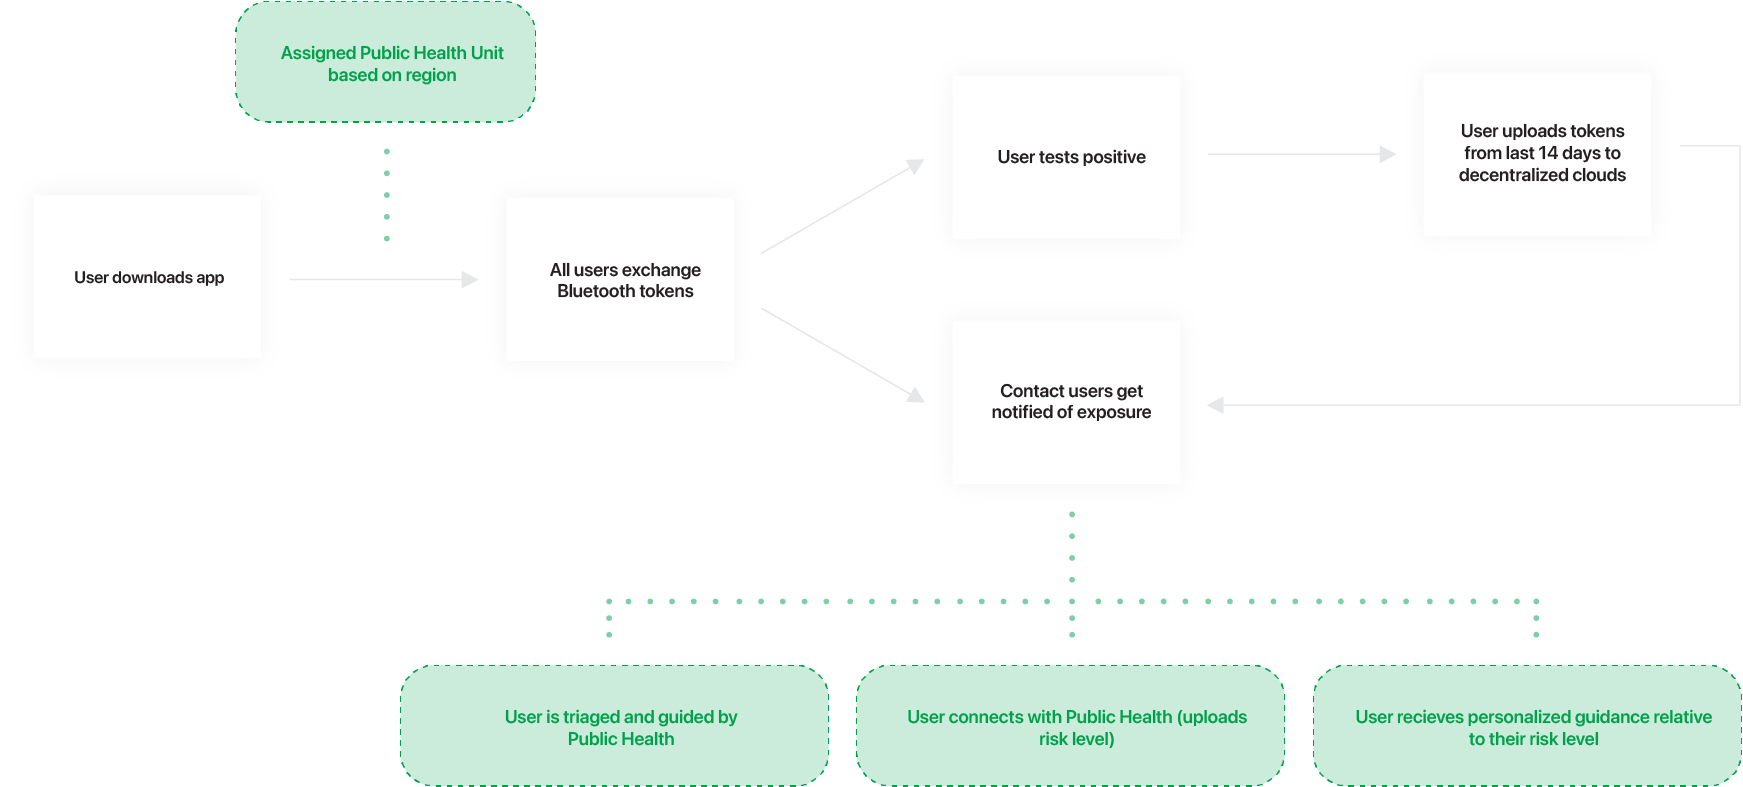 Assigned Public Health Unit
based on region
User downloads app
All users exchange
Bluetooth tokens
User tests positive
User uploads tokens
from last 14 days to
decentralized clouds
Contact users get
notified of exposure
User is triaged and guided by
Public Health
User connects with Public Health (uploads
risk level)
User recieves personalized guidance relative
to their risk level